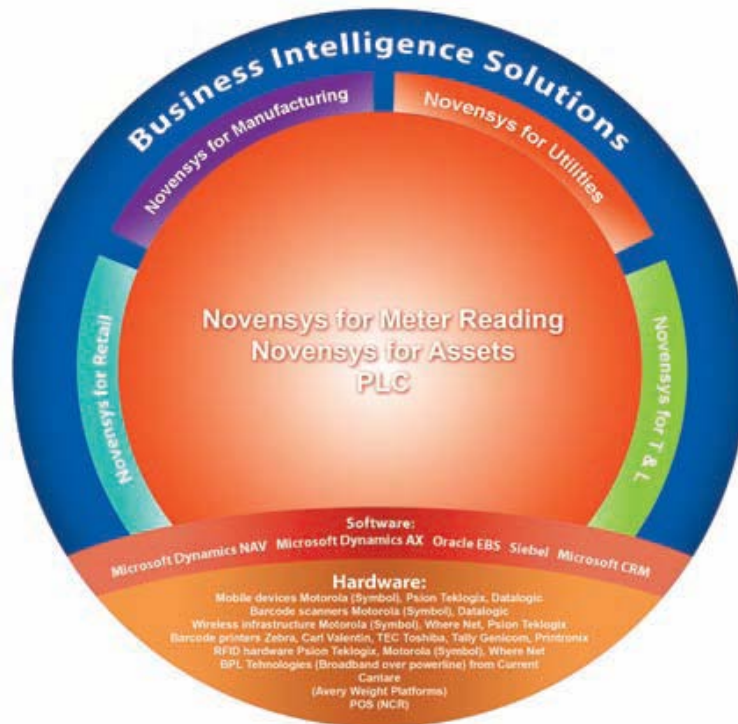 Business Intelligence Solutions
Novensys for Manufacturing
Novensys for Utilities
Novensys for Retail
Novensys for T & L
Novensys for Meter Reading
Novensys for Assets
PLC
Software:
Microsoft Dynamics NAV Microsoft Dynamics AX Oracle EBS Siebel Microsoft CRM
Hardware:
Mobile devices Motorola (Symbol), Psion Teklogix, Datalogic
Barcode scanners Motorola (Symbol), Datalogic
Wireless infrastructure Motorola (Symbol), Where Net, Psion Teklogix
Barcode printers Zebra, Carl Valentin, TEC Toshiba, Tally Genicom, Printronix
RFID hardware Psion Teklogix, Motorola (Symbol), Where Net
BPL Tehnologies (Broadband over powerline) from Current
Cantare
(Avery Weight Platforms)
POS (NCR)